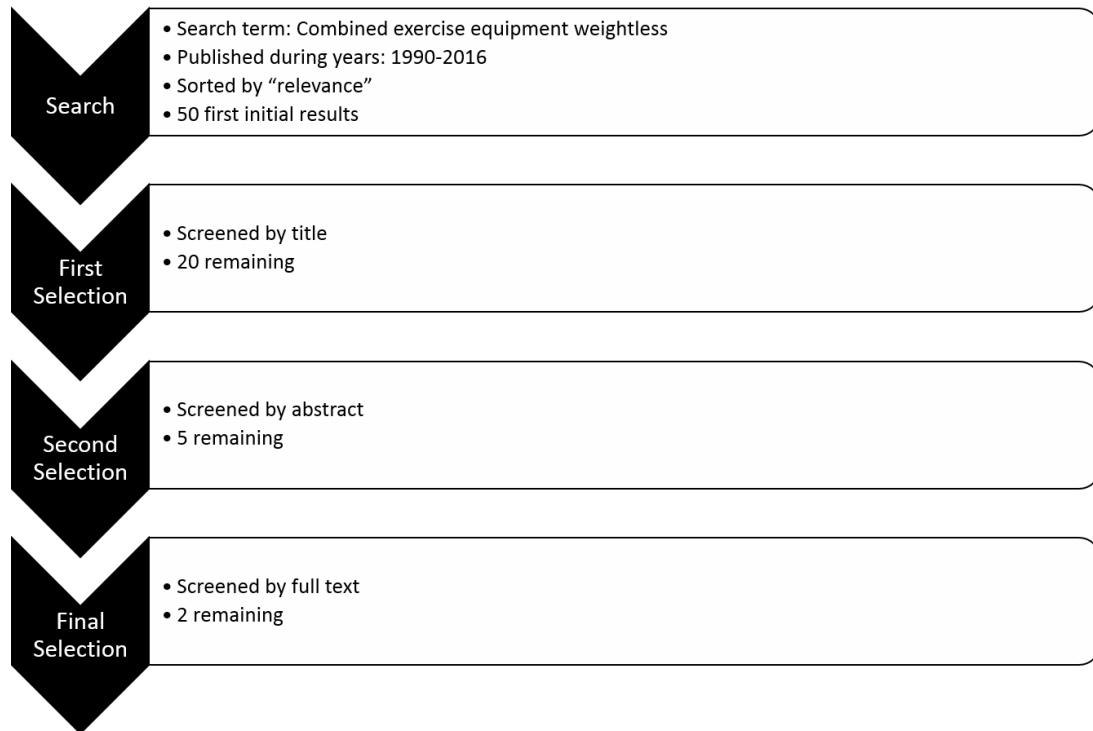 Search
• Search term: Combined exercise equipment weightless
• Published during years: 1990-2016
• Sorted by “relevance”
• 50 first initial results
First
Selection
• Screened by title
• 20 remaining
Second
Selection
• Screened by abstract
• 5 remaining
Final
Selection
• Screened by full text
• 2 remaining